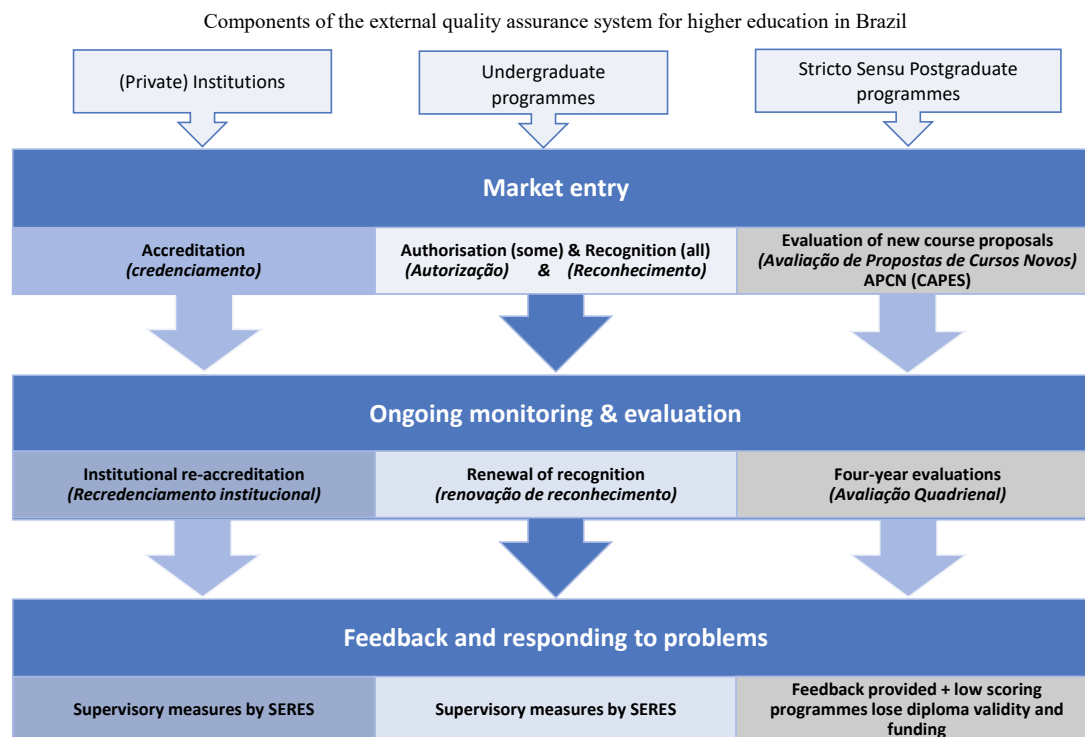 Components of the external quality assurance system for higher education in Brazil
(Private) Institutions
Undergraduate
programmes
Stricto Sensu Postgraduate
programmes
Market entry
Accreditation
(credenciamento)
Authorisation (some) & Recognition (all)
(Autorização) & (Reconhecimento)
Evaluation of new course proposals
(Avaliação de Propostas de Cursos Novos)
APCN (CAPES)
Ongoing monitoring & evaluation
Institutional re-accreditation
(Recredenciamento institucional)
Renewal of recognition
(renovação de reconhecimento)
Four-year evaluations
(Avaliação Quadrienal)
Feedback and responding to problems
Supervisory measures by SERES
Supervisory measures by SERES
Feedback provided + low scoring
programmes lose diploma validity and
funding